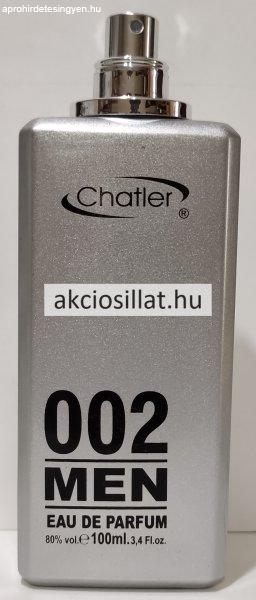 aprohirdetesingyen.hu
Chatler®
akciosillat.hu
002
MEN
EAU DE PARFUM
80% vol.℮100ml.3,4 Fl.oz.